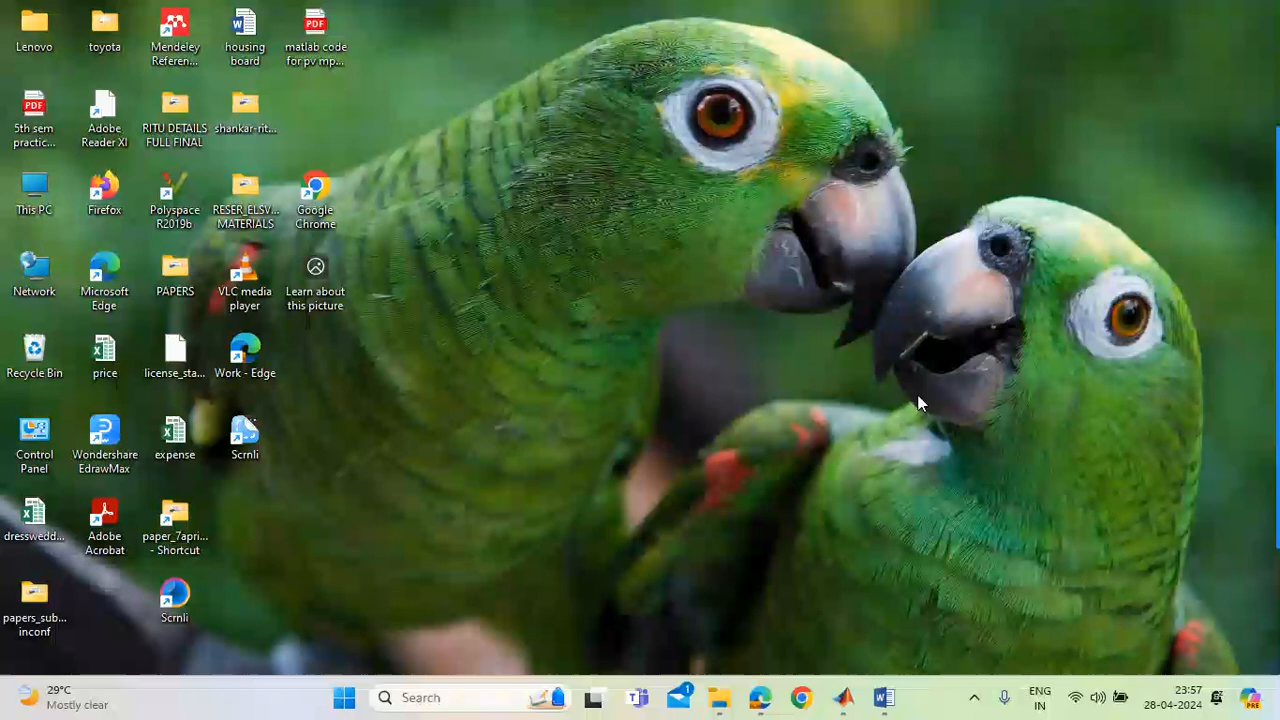 Lenovo
toyota
Mendeley
Referen...
housing
board
matlab code
for pv mp...
5th sem
practic...
Adobe
Reader XI
RITU DETAILS
FULL FINAL
shankar-rit...
This PC
Firefox
Polyspace
R2019b
RESER_ELSV...
MATERIALS
Google
Chrome
Network
Microsoft
Edge
PAPERS
VLC media
player
Learn about
this picture
Recycle Bin
price
license_sta...
Work - Edge
Control
Panel
Wondershare
EdrawMax
expense
Scrnli
dresswedd...
Adobe
Acrobat
paper_7apri...
- Shortcut
papers_sub...
inconf
Scrnli
29°C
Mostly clear
Search
1
ENG
IN
23:57
28-04-2024
PRE